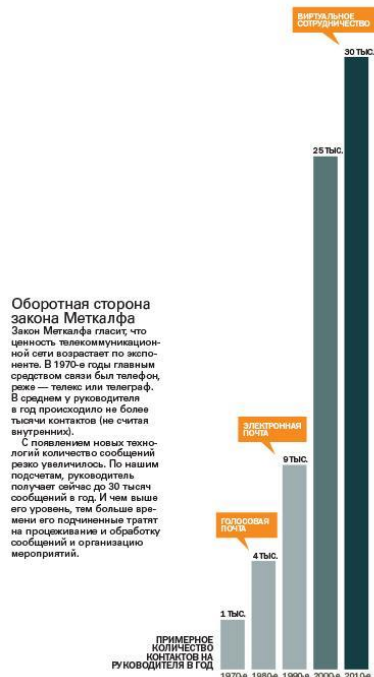 ВИРТУАЛЬНОЕ
СОТРУДНИЧЕСТВО
30 ТЫС.
25 ТЫС.
Оборотная сторона
закона Меткалфа
Закон Меткалфа гласит, что
ценность телекоммуникацион-
ной сети возрастает по экспо-
ненте. В 1970-е годы главным
средством связи был телефон,
реже — телекс или телеграф.
В среднем у руководителя
в год происходило не более
тысячи контактов (не считая
внутренних).
С появлением новых техно-
логий количество сообщений
резко увеличилось. По нашим
подсчетам, руководитель
получает сейчас до 30 тысяч
сообщений в год. И чем выше
его уровень, тем больше вре-
мени его подчиненные тратят
на процеживание и обработку
сообщений и организацию
мероприятий.
ЭЛЕКТРОННАЯ
ПОЧТА
9 ТЫС.
ГОЛОСОВАЯ
ПОЧТА
4 ТЫС.
1 ТЫС.
ПРИМЕРНОЕ
КОЛИЧЕСТВО
КОНТАКТОВ НА
РУКОВОДИТЕЛЯ В ГОД
1970-е 1980-е 1990-е 2000-е 2010-е